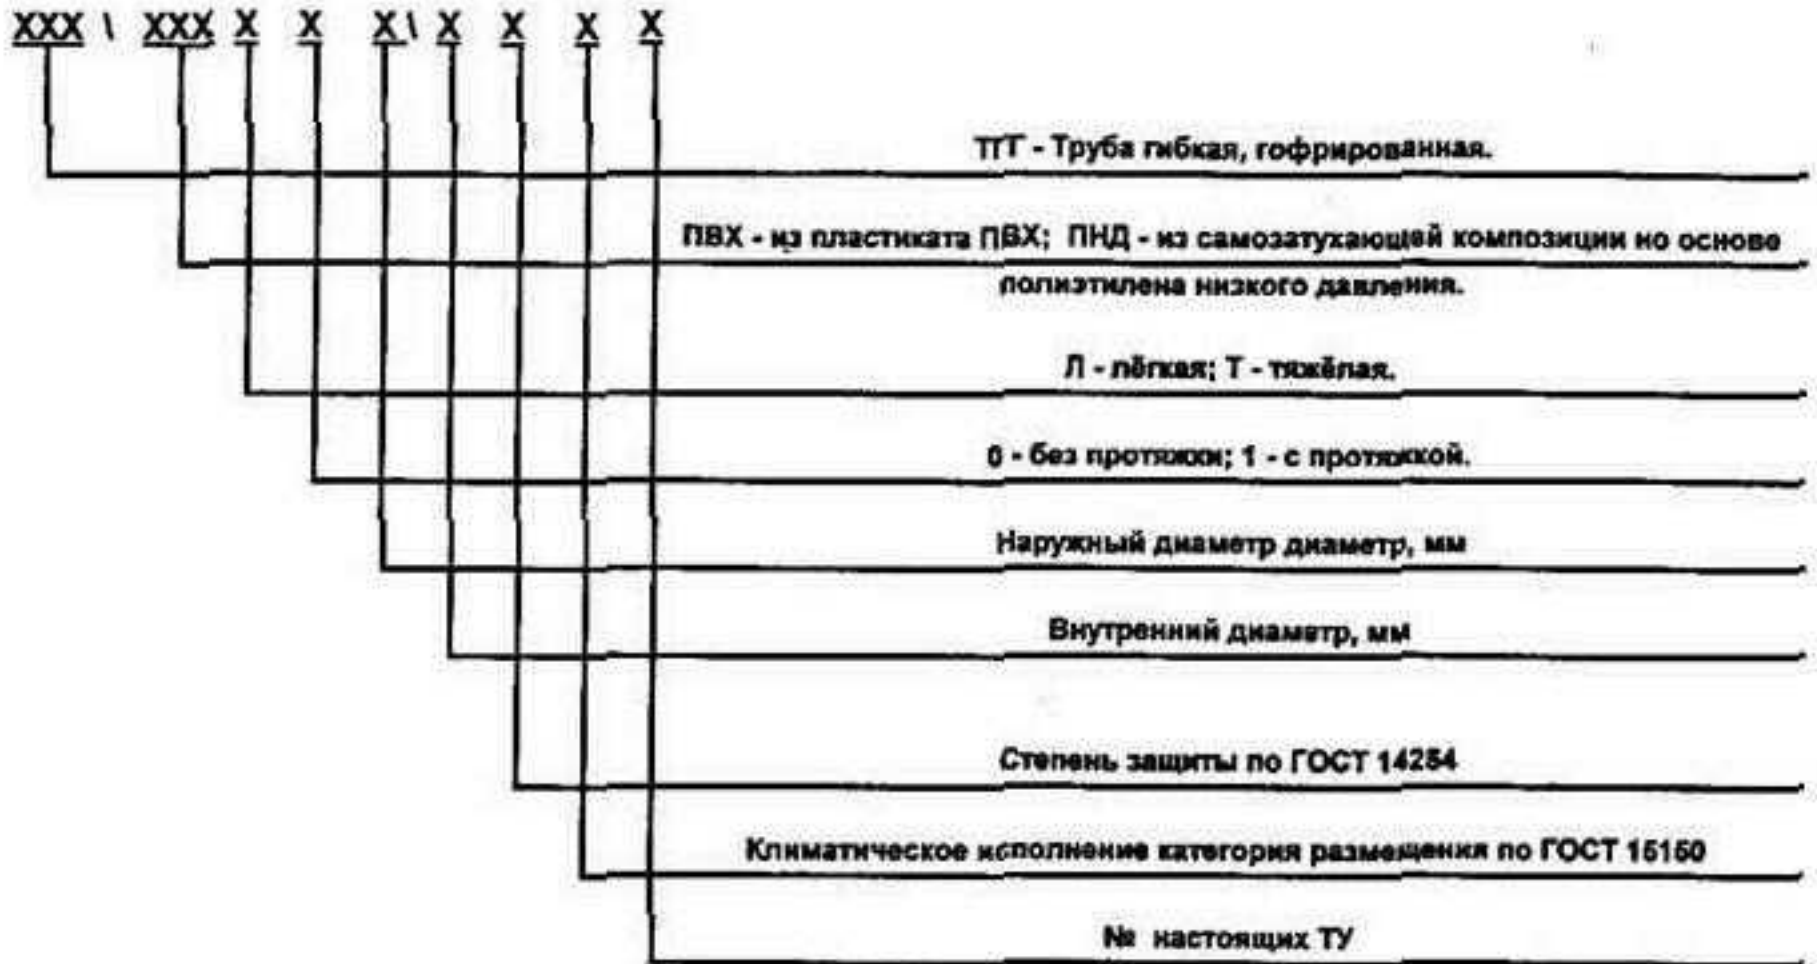 XXX \ XXX X X X \ X X X X
ТГГ - Труба гибкая, гофрированная.
ПВХ - из пластиката ПВХ; ПНД - из самозатухающей композиции но основе
полиэтилена низкого давления.
Л - лёгкая; Т - тяжёлая.
0 - без протяжки; 1 - с протяжкой.
Наружный диаметр диаметр, мм
Внутренний диаметр, мм
Степень защиты по ГОСТ 14254
Климатическое исполнение категория размещения по ГОСТ 15150
№ настоящих ТУ